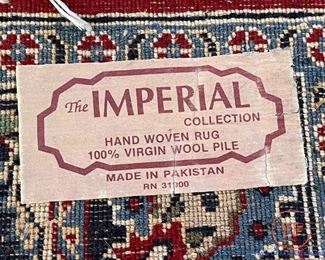 The IMPERIAL
COLLECTION
HAND WOVEN RUG
100% VIRGIN WOOL PILE
MADE IN PAKISTAN
RN 31900